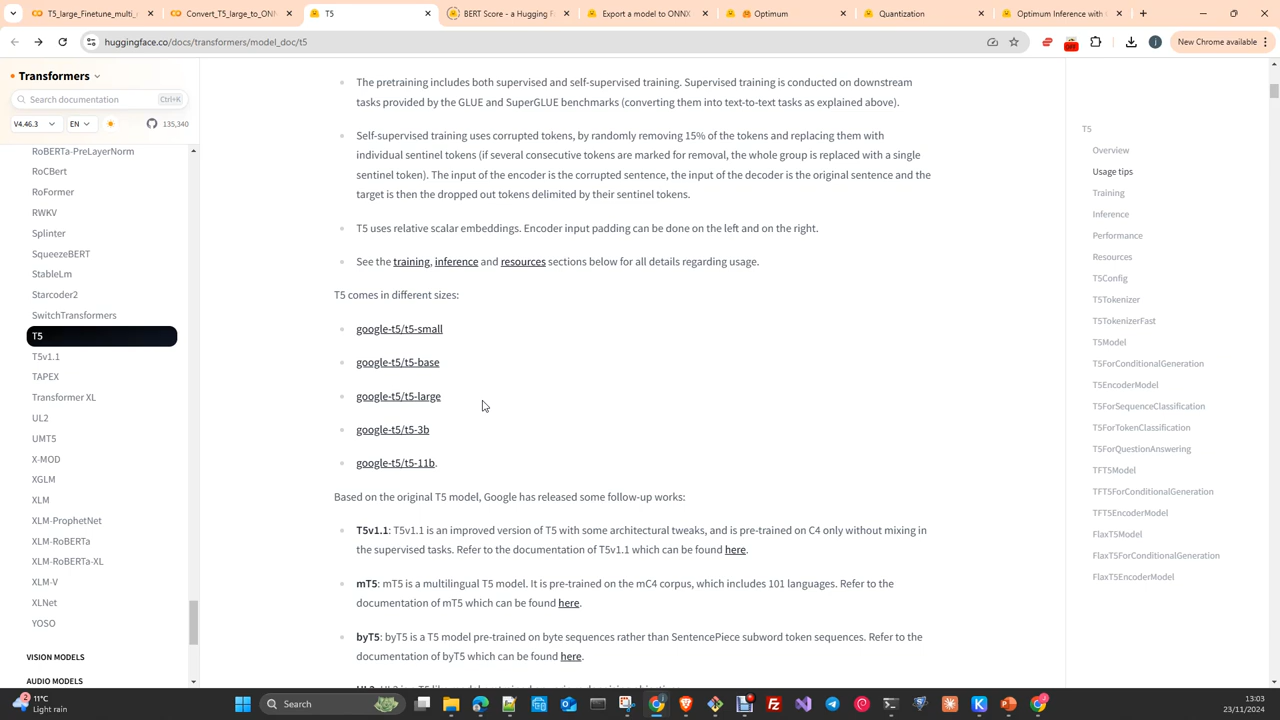 T5_large_Finetune_multi_
Convert_T5_large_to_ONN
T5
BERT Score - a Hugging F
Export a model to ONNX
Optimum
Quantization
Optimum Inference with
huggingface.co/docs/transformers/model_doc/t5
OFF
New Chrome available
Transformers
Search documentation
Ctrl+K
V4.46.3
EN
135,340
RoBERTa-PreLayerNorm
RoCBert
RoFormer
RWKV
Splinter
SqueezeBERT
StableLm
Starcoder2
SwitchTransformers
T5
T5v1.1
TAPEX
Transformer XL
UL2
UMT5
X-MOD
XGLM
XLM
XLM-ProphetNet
XLM-RoBERTa
XLM-RoBERTa-XL
XLM-V
XLNet
YOSO
VISION MODELS
AUDIO MODELS
The pretraining includes both supervised and self-supervised training. Supervised training is conducted on downstream
tasks provided by the GLUE and SuperGLUE benchmarks (converting them into text-to-text tasks as explained above).
Self-supervised training uses corrupted tokens, by randomly removing 15% of the tokens and replacing them with
individual sentinel tokens (if several consecutive tokens are marked for removal, the whole group is replaced with a single
sentinel token). The input of the encoder is the corrupted sentence, the input of the decoder is the original sentence and the
target is then the dropped out tokens delimited by their sentinel tokens.
T5 uses relative scalar embeddings. Encoder input padding can be done on the left and on the right.
See the training, inference and resources sections below for all details regarding usage.
T5 comes in different sizes:
google-t5/t5-small
google-t5/t5-base
google-t5/t5-large
google-t5/t5-3b
google-t5/t5-11b.
Based on the original T5 model, Google has released some follow-up works:
T5v1.1: T5v1.1 is an improved version of T5 with some architectural tweaks, and is pre-trained on C4 only without mixing in
the supervised tasks. Refer to the documentation of T5v1.1 which can be found here.
mT5: mT5 is a multilingual T5 model. It is pre-trained on the mC4 corpus, which includes 101 languages. Refer to the
documentation of mT5 which can be found here.
byT5: byT5 is a T5 model pre-trained on byte sequences rather than SentencePiece subword token sequences. Refer to the
documentation of byT5 which can be found here.
T5
Overview
Usage tips
Training
Inference
Performance
Resources
T5Config
T5Tokenizer
T5TokenizerFast
T5Model
T5ForConditionalGeneration
T5EncoderModel
T5ForSequenceClassification
T5ForTokenClassification
T5ForQuestionAnswering
TFT5Model
TFT5ForConditionalGeneration
TFT5EncoderModel
FlaxT5Model
FlaxT5ForConditionalGeneration
FlaxT5EncoderModel
2
11°C
Light rain
Search
13:03
23/11/2024